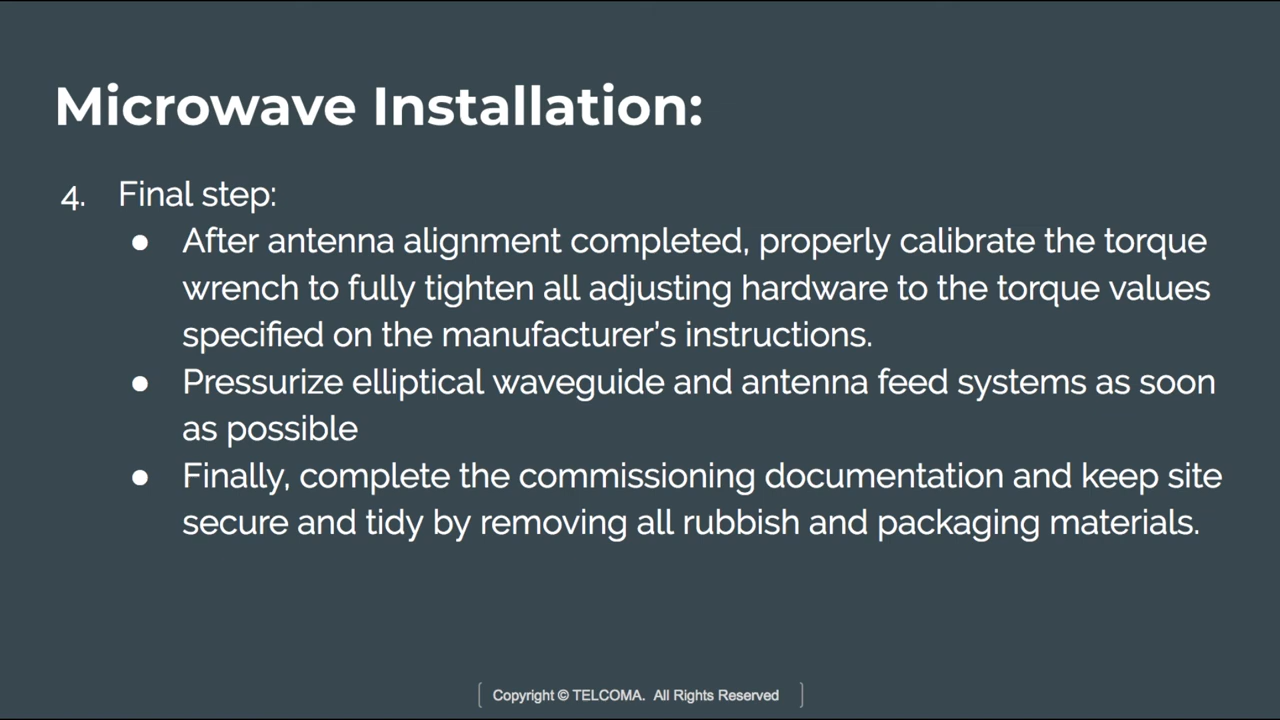 Microwave Installation:
4. Final step:
● After antenna alignment completed, properly calibrate the torque
wrench to fully tighten all adjusting hardware to the torque values
specified on the manufacturer’s instructions.
● Pressurize elliptical waveguide and antenna feed systems as soon
as possible
● Finally, complete the commissioning documentation and keep site
secure and tidy by removing all rubbish and packaging materials.
Copyright © TELCOMA. All Rights Reserved